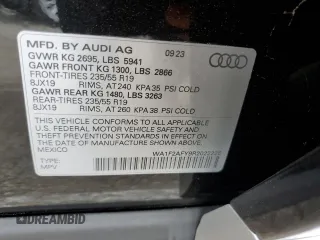 MFD. BY AUDI AG 09 23
GVWR KG 2695, LBS 5941
GAWR FRONT KG 1300, LBS 2866
FRONT-TIRES 235/55 R19
8JX19 RIMS, AT 240 KPA 35 PSI COLD
GAWR REAR KG 1480, LBS 3263
REAR-TIRES 235/55 R19
8JX19 RIMS, AT 260 KPA 38 PSI COLD
THIS VEHICLE CONFORMS TO ALL APPLICABLE
U.S. FEDERAL MOTOR VEHICLE SAFETY AND
THEFT PREVENTION STANDARDS IN EFFECT ON
THE DATE OF MANUFACTURE SHOWN ABOVE.
MEXICO
MPV
DREAMBID